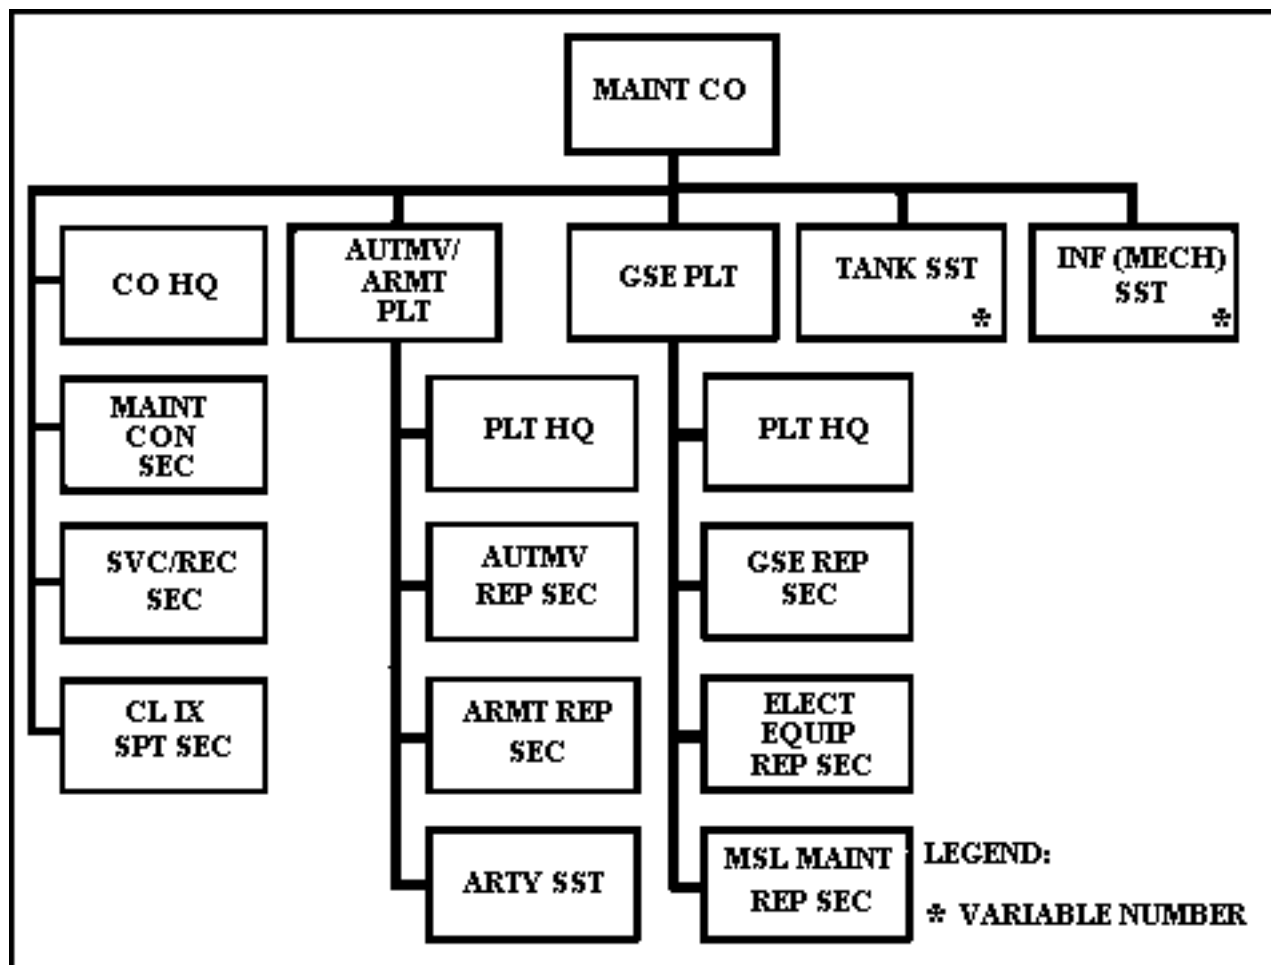 MAINT CO
CO HQ
MAINT
CON
SEC
SVC/REC
SEC
CL IX
SPT SEC
AUTMV/
ARMT
PLT
PLT HQ
AUTMV
REP SEC
ARMT REP
SEC
ARTY SST
GSE PLT
PLT HQ
GSE REP
SEC
ELECT
EQUIP
REP SEC
MSL MAINT
REP SEC
TANK SST
*
INF (MECH)
SST
*
LEGEND:
* VARIABLE NUMBER